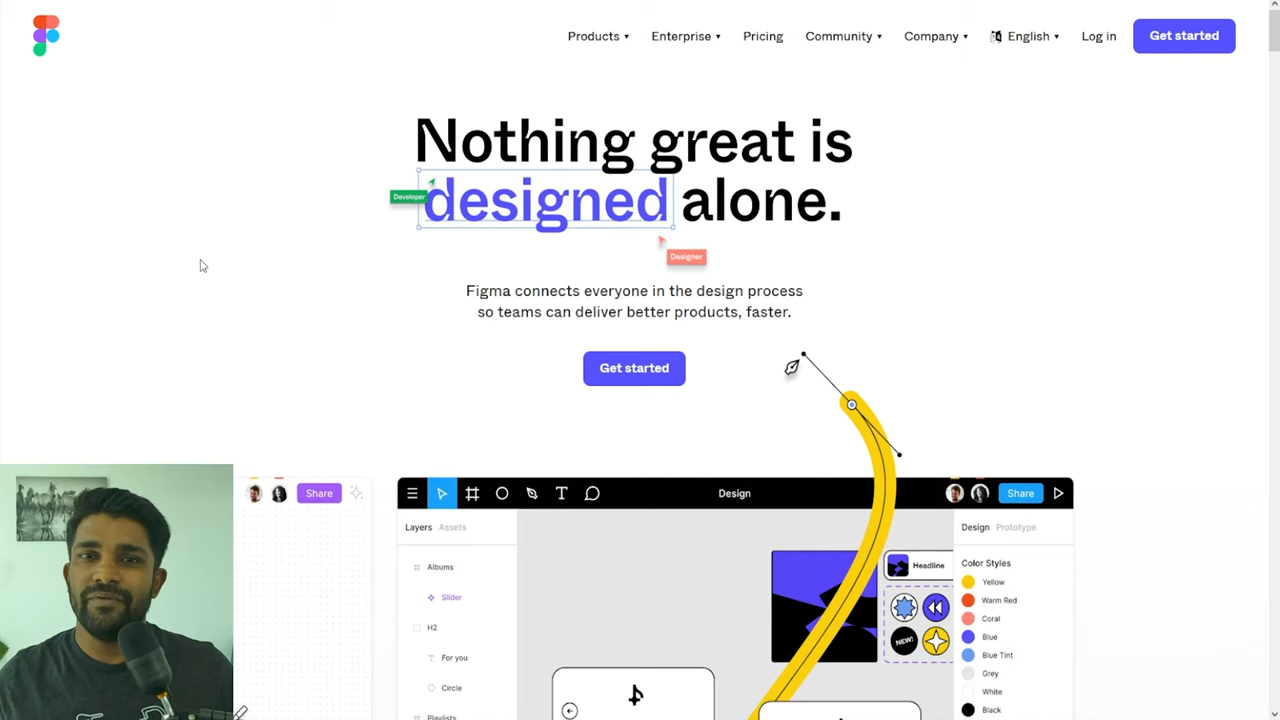 Products
Enterprise
Pricing
Community
Company
English
Log in
Get started
Nothing great is
designed alone.
Developer
Designer
Figma connects everyone in the design process
so teams can deliver better products, faster.
Get started
Share
Design
Share
Layers
Assets
Albums
Slider
H2
For you
Circle
Playlists
Headline
NEW!
Design
Prototype
Color Styles
Yellow
Warm Red
Coral
Blue
Blue Tint
Grey
White
Black